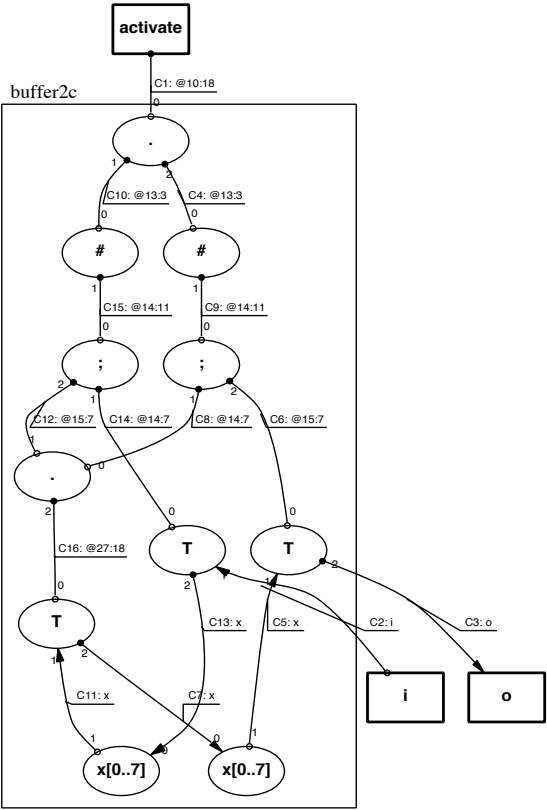 activate
C1: @10:18
buffer2c
0
.
1
2
C10: @13:3
C4: @13:3
0
0
#
#
1
1
C15: @14:11
C9: @14:11
0
0
;
;
2
1
1
2
C12: @15:7
C14: @14:7
C8: @14:7
C6: @15:7
1
0
.
2
0
0
T
T
C16: @27:18
2
1
1
2
0
T
C13: x
C5: x
C2: i
C3: o
1
2
C11: x
C7: x
i
o
1
0
0
1
x[0..7]
x[0..7]